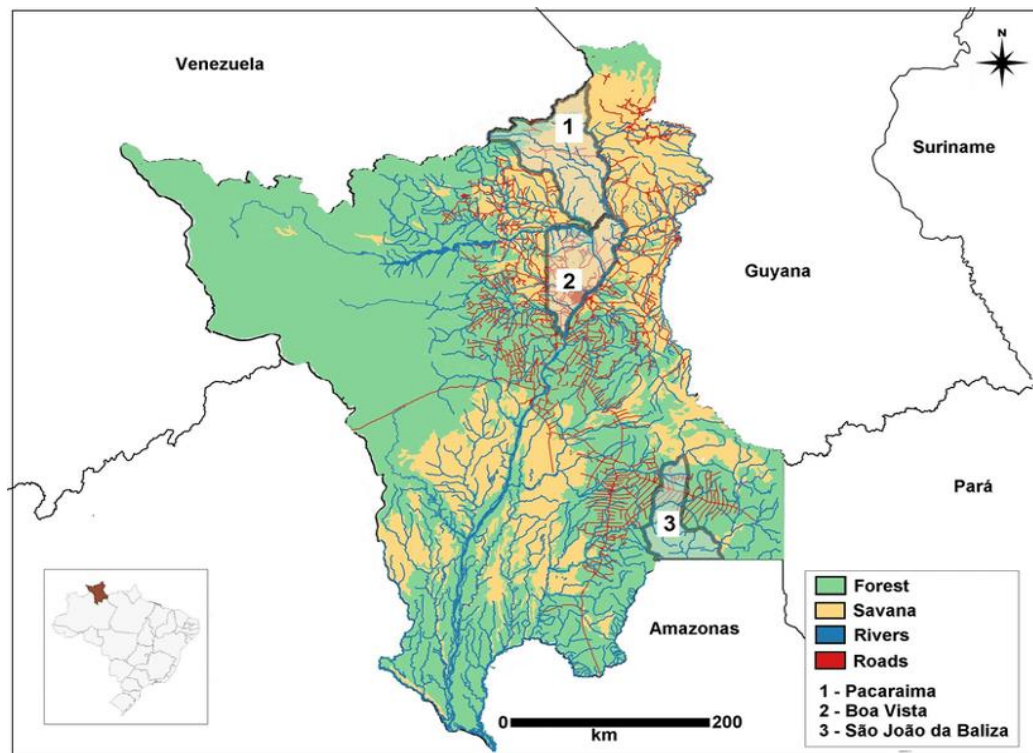 Venezuela
N
1
Suriname
Guyana
2
Pará
3
Amazonas
Forest
Savana
Rivers
Roads
1 - Pacaraima
2 - Boa Vista
3 - São João da Baliza
0 200
km